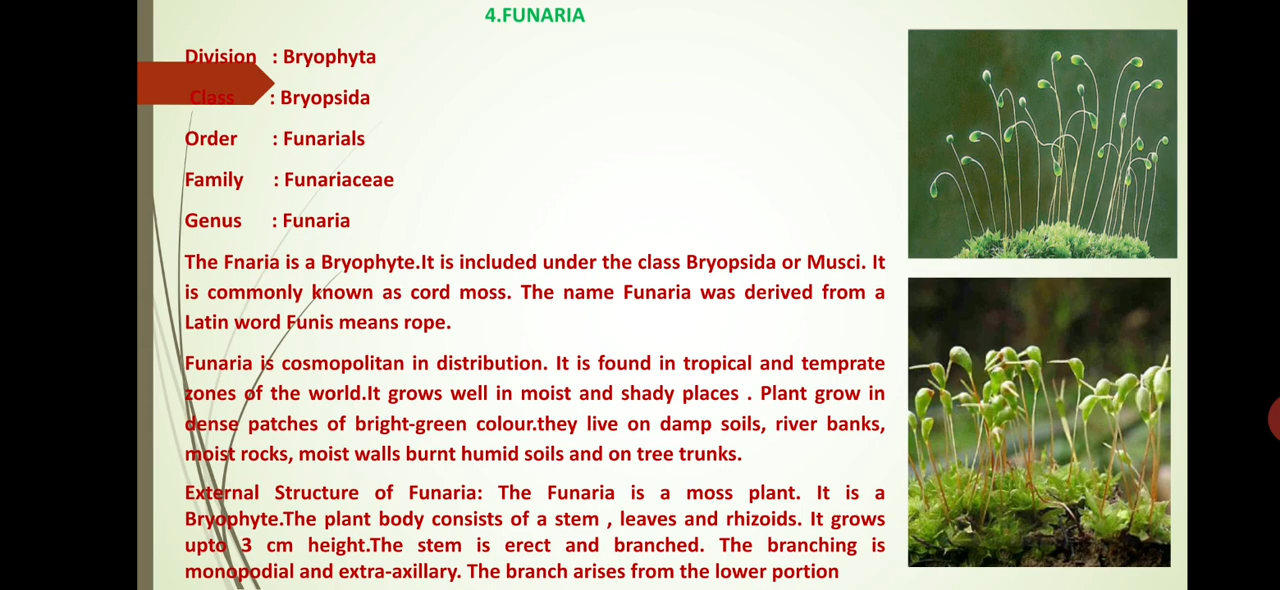 4.FUNARIA
Division : Bryophyta
Class : Bryopsida
Order : Funarials
Family : Funariaceae
Genus : Funaria
The Fnaria is a Bryophyte.It is included under the class Bryopsida or Musci. It
is commonly known as cord moss. The name Funaria was derived from a
Latin word Funis means rope.
Funaria is cosmopolitan in distribution. It is found in tropical and temprate
zones of the world.It grows well in moist and shady places . Plant grow in
dense patches of bright-green colour.they live on damp soils, river banks,
moist rocks, moist walls burnt humid soils and on tree trunks.
External Structure of Funaria: The Funaria is a moss plant. It is a
Bryophyte.The plant body consists of a stem , leaves and rhizoids. It grows
upto 3 cm height.The stem is erect and branched. The branching is
monopodial and extra-axillary. The branch arises from the lower portion